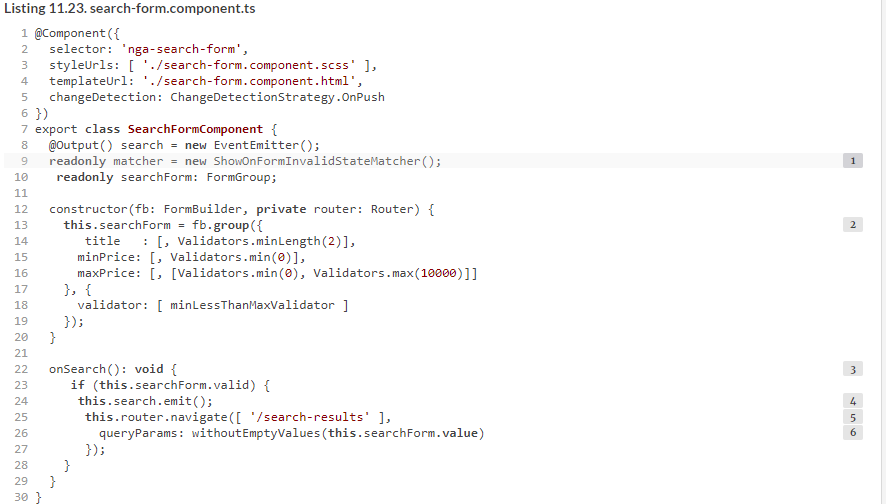 Listing 11.23. search-form.component.ts
1 @Component({
2   selector: 'nga-search-form',
3   styleUrls: [ './search-form.component.scss' ],
4   templateUrl: './search-form.component.html',
5   changeDetection: ChangeDetectionStrategy.OnPush
6 })
7 export class SearchFormComponent {
8   @Output() search = new EventEmitter();
9   readonly matcher = new ShowOnFormInvalidStateMatcher(); 1
10    readonly searchForm: FormGroup;
11
12   constructor(fb: FormBuilder, private router: Router) {
13     this.searchForm = fb.group({ 2
14        title   : [, Validators.minLength(2)],
15       minPrice: [, Validators.min(0)],
16       maxPrice: [, [Validators.min(0), Validators.max(10000)]]
17     }, {
18       validator: [ minLessThanMaxValidator ]
19     });
20   }
21
22   onSearch(): void { 3
23      if (this.searchForm.valid) {
24       this.search.emit(); 4
25        this.router.navigate([ '/search-results' ], 5
26          queryParams: withoutEmptyValues(this.searchForm.value) 6
27        });
28     }
29   }
30 }